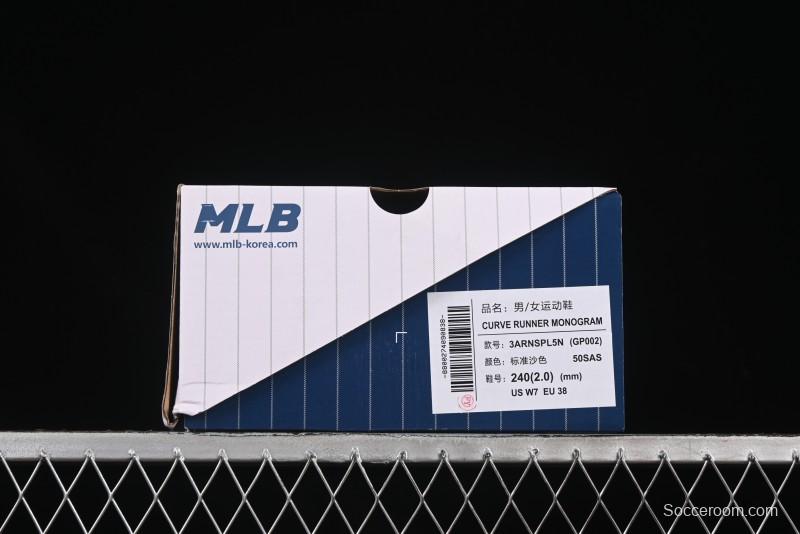 MLB
www.mlb-korea.com
品名：男/女运动鞋
CURVE RUNNER MONOGRAM
款号：3ARNSPL5N (GP002)
颜色：标准沙色 50SAS
鞋号：240(2.0) (mm)
US W7 EU 38
Socceroom.com